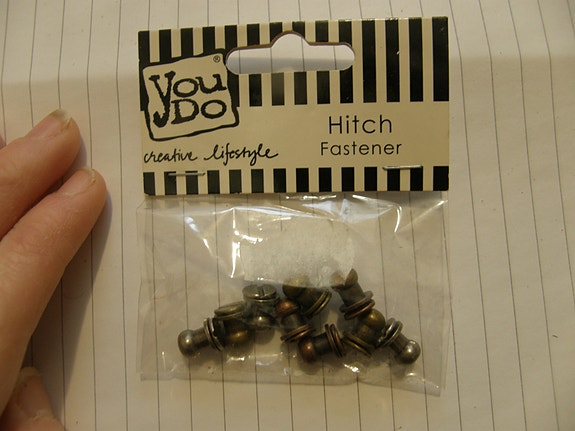 You
Do®
creative lifestyle
Hitch
Fastener